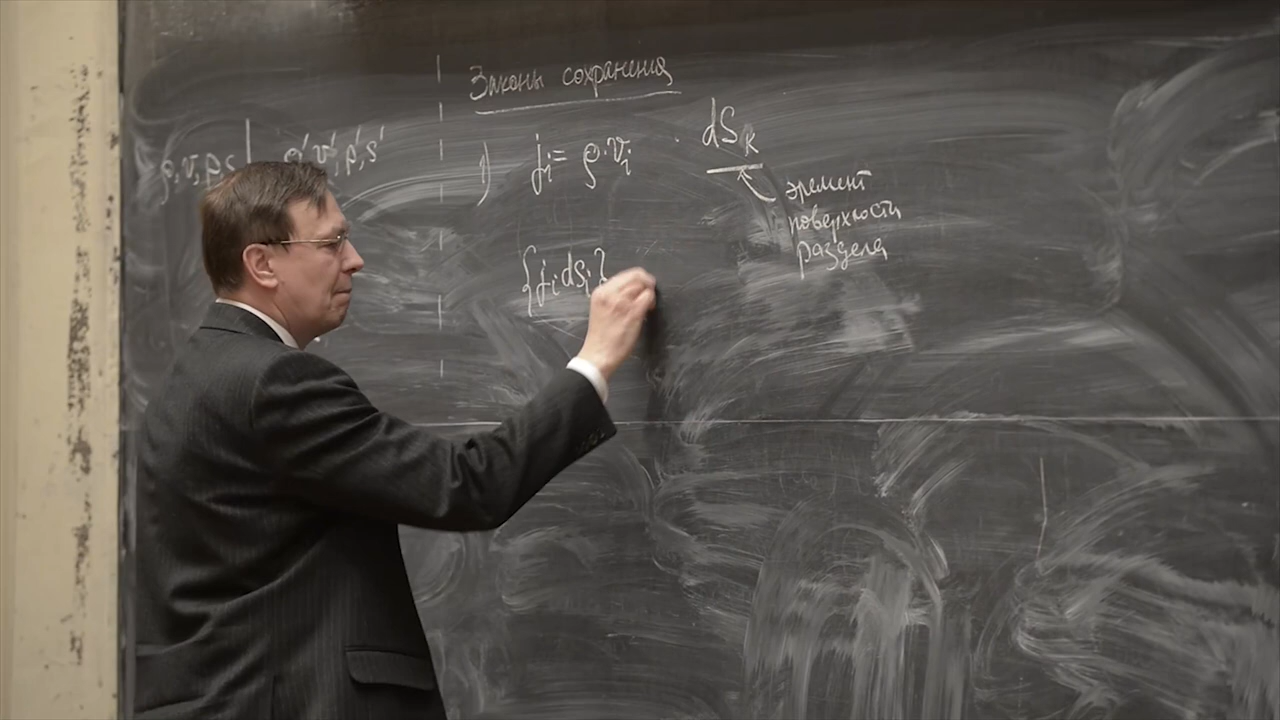 Законы сохранения
ρ, v, p, s | ρ', v', p', s'
1) j_i = ρ·v_i · dS_k
элемент
поверхности
раздела
{j_i dS_i}